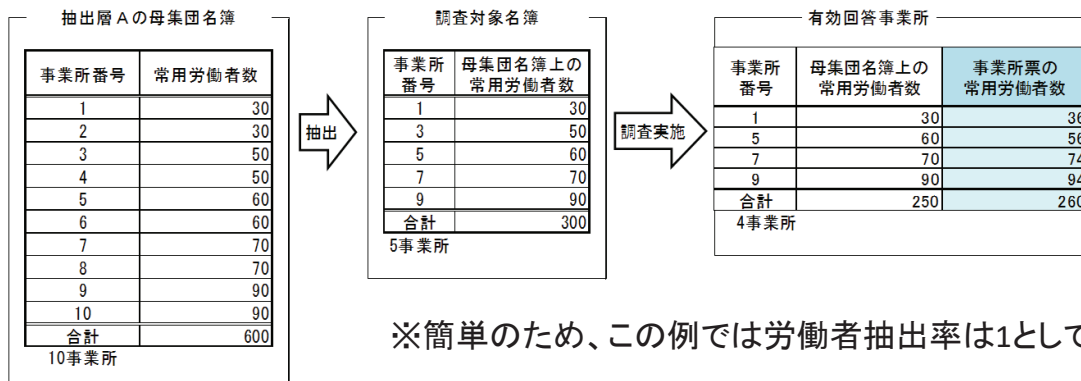 抽出層Aの母集団名簿
事業所番号 常用労働者数
1 30
2 30
3 50
4 50
5 60
6 60
7 70
8 70
9 90
10 90
合計 600
10事業所
抽出
調査対象名簿
事業所 母集団名簿上の
番号 常用労働者数
1 30
3 50
5 60
7 70
9 90
合計 300
5事業所
調査実施
有効回答事業所
事業所 母集団名簿上の 事業所票の
番号 常用労働者数 常用労働者数
1 30 36
5 60 56
7 70 74
9 90 94
合計 250 260
4事業所
※簡単のため、この例では労働者抽出率は1として